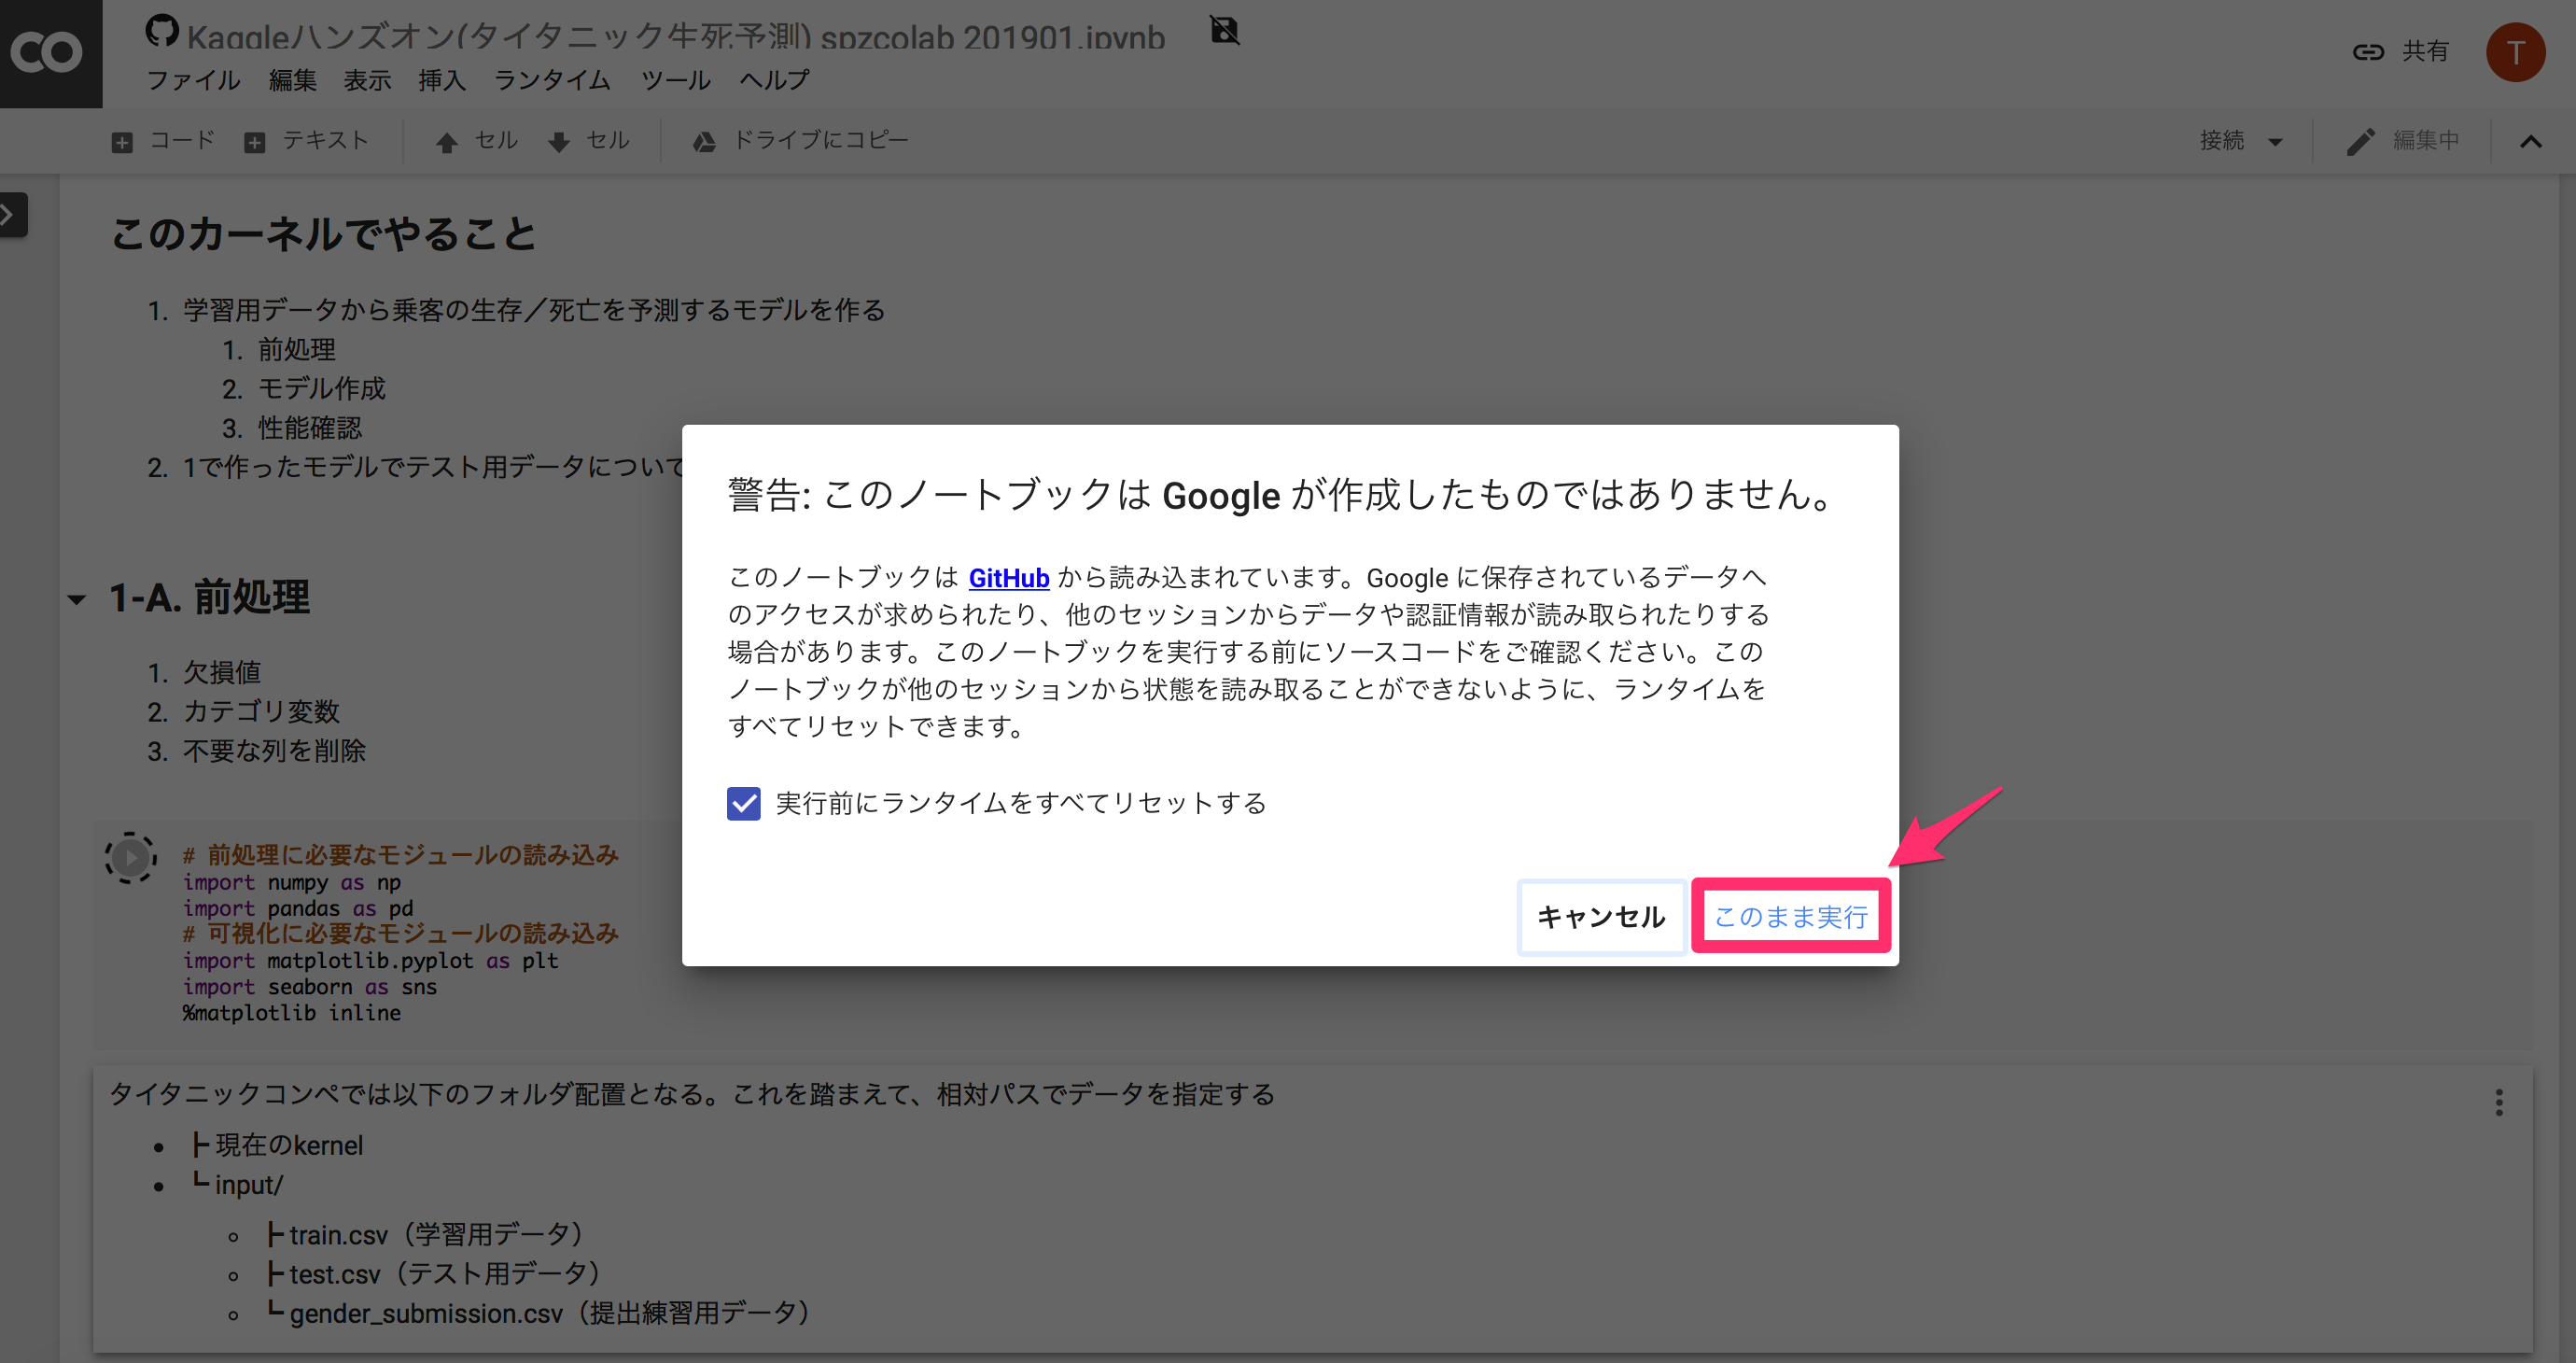 Kaggleハンズオン(タイタニック生死予測) spzcolab 201901.ipynb
共有
T
ファイル 編集 表示 挿入 ランタイム ツール ヘルプ
コード テキスト セル セル ドライブにコピー 接続 編集中
このカーネルでやること
1. 学習用データから乗客の生存／死亡を予測するモデルを作る
1. 前処理
2. モデル作成
3. 性能確認
2. 1で作ったモデルでテスト用データについて
1-A. 前処理
1. 欠損値
2. カテゴリ変数
3. 不要な列を削除
# 前処理に必要なモジュールの読み込み
import numpy as np
import pandas as pd
# 可視化に必要なモジュールの読み込み
import matplotlib.pyplot as plt
import seaborn as sns
%matplotlib inline
タイタニックコンペでは以下のフォルダ配置となる。これを踏まえて、相対パスでデータを指定する
• ┣ 現在のkernel
• ┗ input/
◦ ┣ train.csv（学習用データ）
◦ ┣ test.csv（テスト用データ）
◦ ┗ gender_submission.csv（提出練習用データ）
警告: このノートブックは Google が作成したものではありません。
このノートブックは GitHub から読み込まれています。Google に保存されているデータへ
のアクセスが求められたり、他のセッションからデータや認証情報が読み取られたりする
場合があります。このノートブックを実行する前にソースコードをご確認ください。この
ノートブックが他のセッションから状態を読み取ることができないように、ランタイムを
すべてリセットできます。
実行前にランタイムをすべてリセットする
キャンセル このまま実行